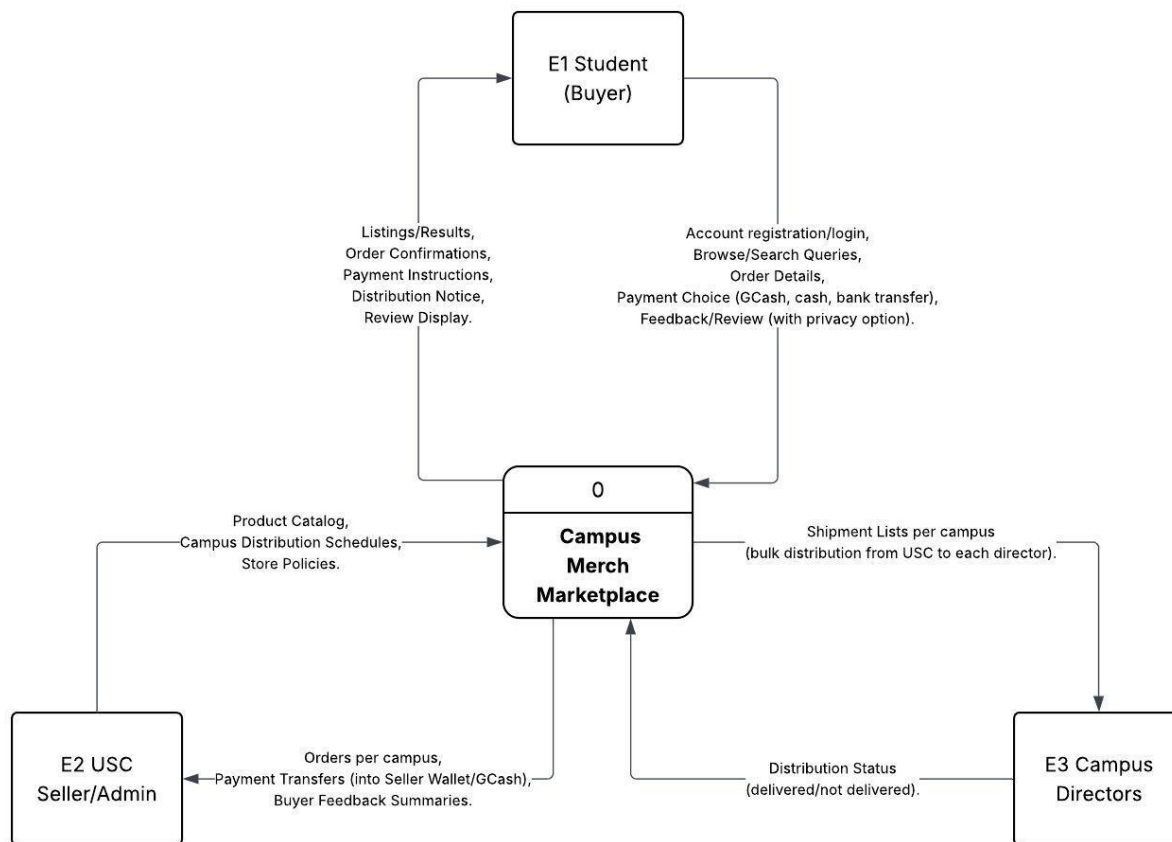 E1 Student
(Buyer)
Listings/Results,
Order Confirmations,
Payment Instructions,
Distribution Notice,
Review Display.
Account registration/login,
Browse/Search Queries,
Order Details,
Payment Choice (GCash, cash, bank transfer),
Feedback/Review (with privacy option).
0
Campus
Merch
Marketplace
Product Catalog,
Campus Distribution Schedules,
Store Policies.
Shipment Lists per campus
(bulk distribution from USC to each director).
E2 USC
Seller/Admin
Orders per campus,
Payment Transfers (into Seller Wallet/GCash),
Buyer Feedback Summaries.
Distribution Status
(delivered/not delivered).
E3 Campus
Directors